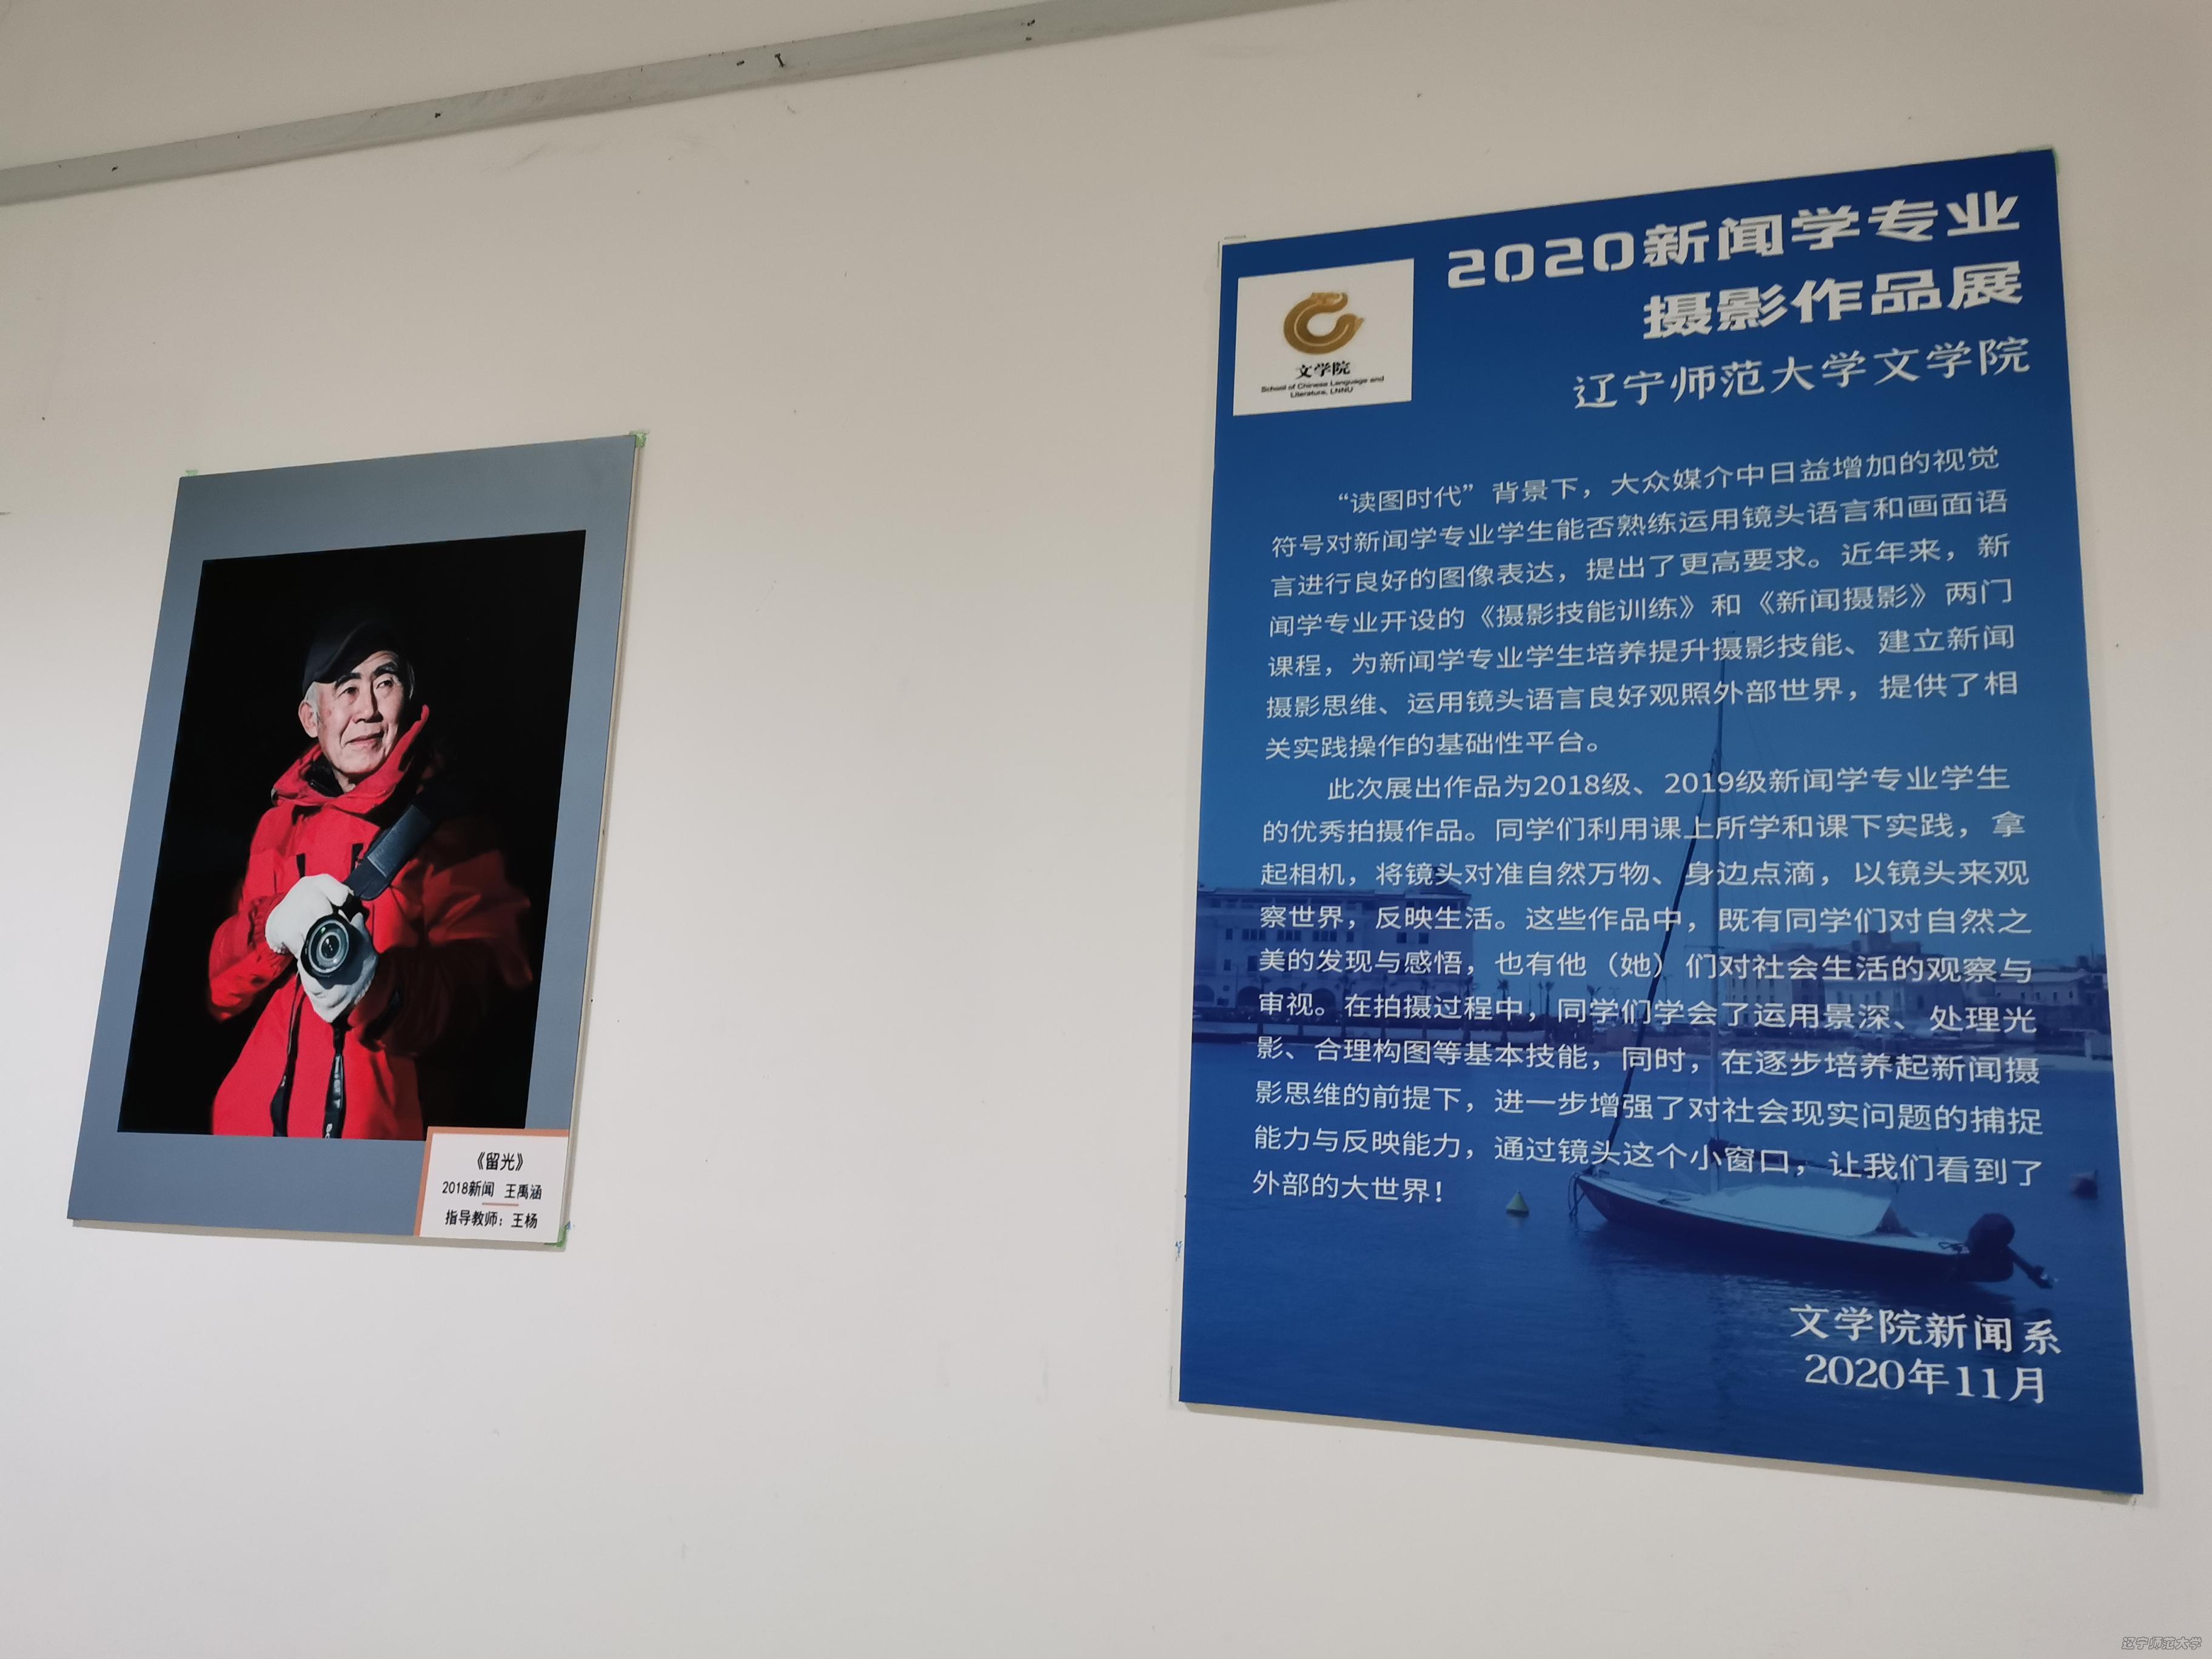 《留光》
2018新闻 王禹涵
指导教师：王杨
文学院
School of Chinese Language and
Literature, LNNU
2020新闻学专业
摄影作品展
辽宁师范大学文学院
“读图时代”背景下，大众媒介中日益增加的视觉
符号对新闻学专业学生能否熟练运用镜头语言和画面语
言进行良好的图像表达，提出了更高要求。近年来，新
闻学专业开设的《摄影技能训练》和《新闻摄影》两门
课程，为新闻学专业学生培养提升摄影技能、建立新闻
摄影思维、运用镜头语言良好观照外部世界，提供了相
关实践操作的基础性平台。
此次展出作品为2018级、2019级新闻学专业学生
的优秀拍摄作品。同学们利用课上所学和课下实践，拿
起相机，将镜头对准自然万物、身边点滴，以镜头来观
察世界，反映生活。这些作品中，既有同学们对自然之
美的发现与感悟，也有他（她）们对社会生活的观察与
审视。在拍摄过程中，同学们学会了运用景深、处理光
影、合理构图等基本技能，同时，在逐步培养起新闻摄
影思维的前提下，进一步增强了对社会现实问题的捕捉
能力与反映能力，通过镜头这个小窗口，让我们看到了
外部的大世界！
文学院新闻系
2020年11月
辽宁师范大学